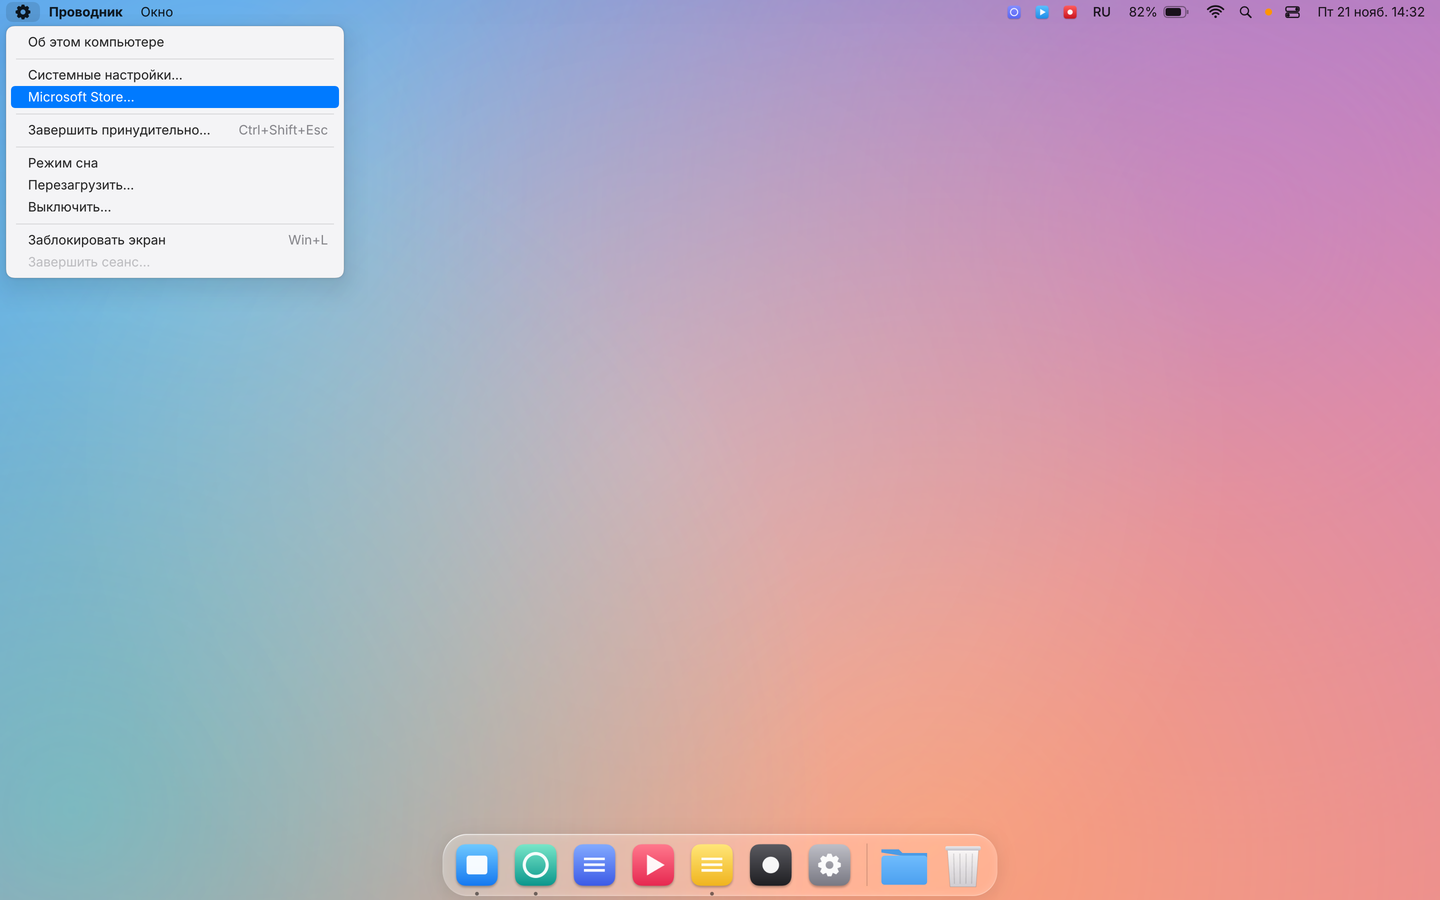 Проводник Окно RU 82% Пт 21 нояб. 14:32
Об этом компьютере
Системные настройки...
Microsoft Store...
Завершить принудительно... Ctrl+Shift+Esc
Режим сна
Перезагрузить...
Выключить...
Заблокировать экран Win+L
Завершить сеанс...